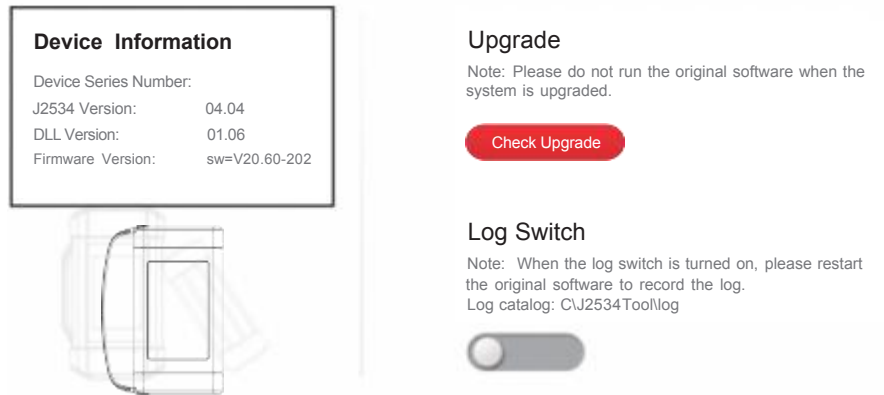 Device Information
Device Series Number:
J2534 Version: 04.04
DLL Version: 01.06
Firmware Version: sw=V20.60-202
Upgrade
Note: Please do not run the original software when the
system is upgraded.
Check Upgrade
Log Switch
Note: When the log switch is turned on, please restart
the original software to record the log.
Log catalog: C\J2534Tool\log